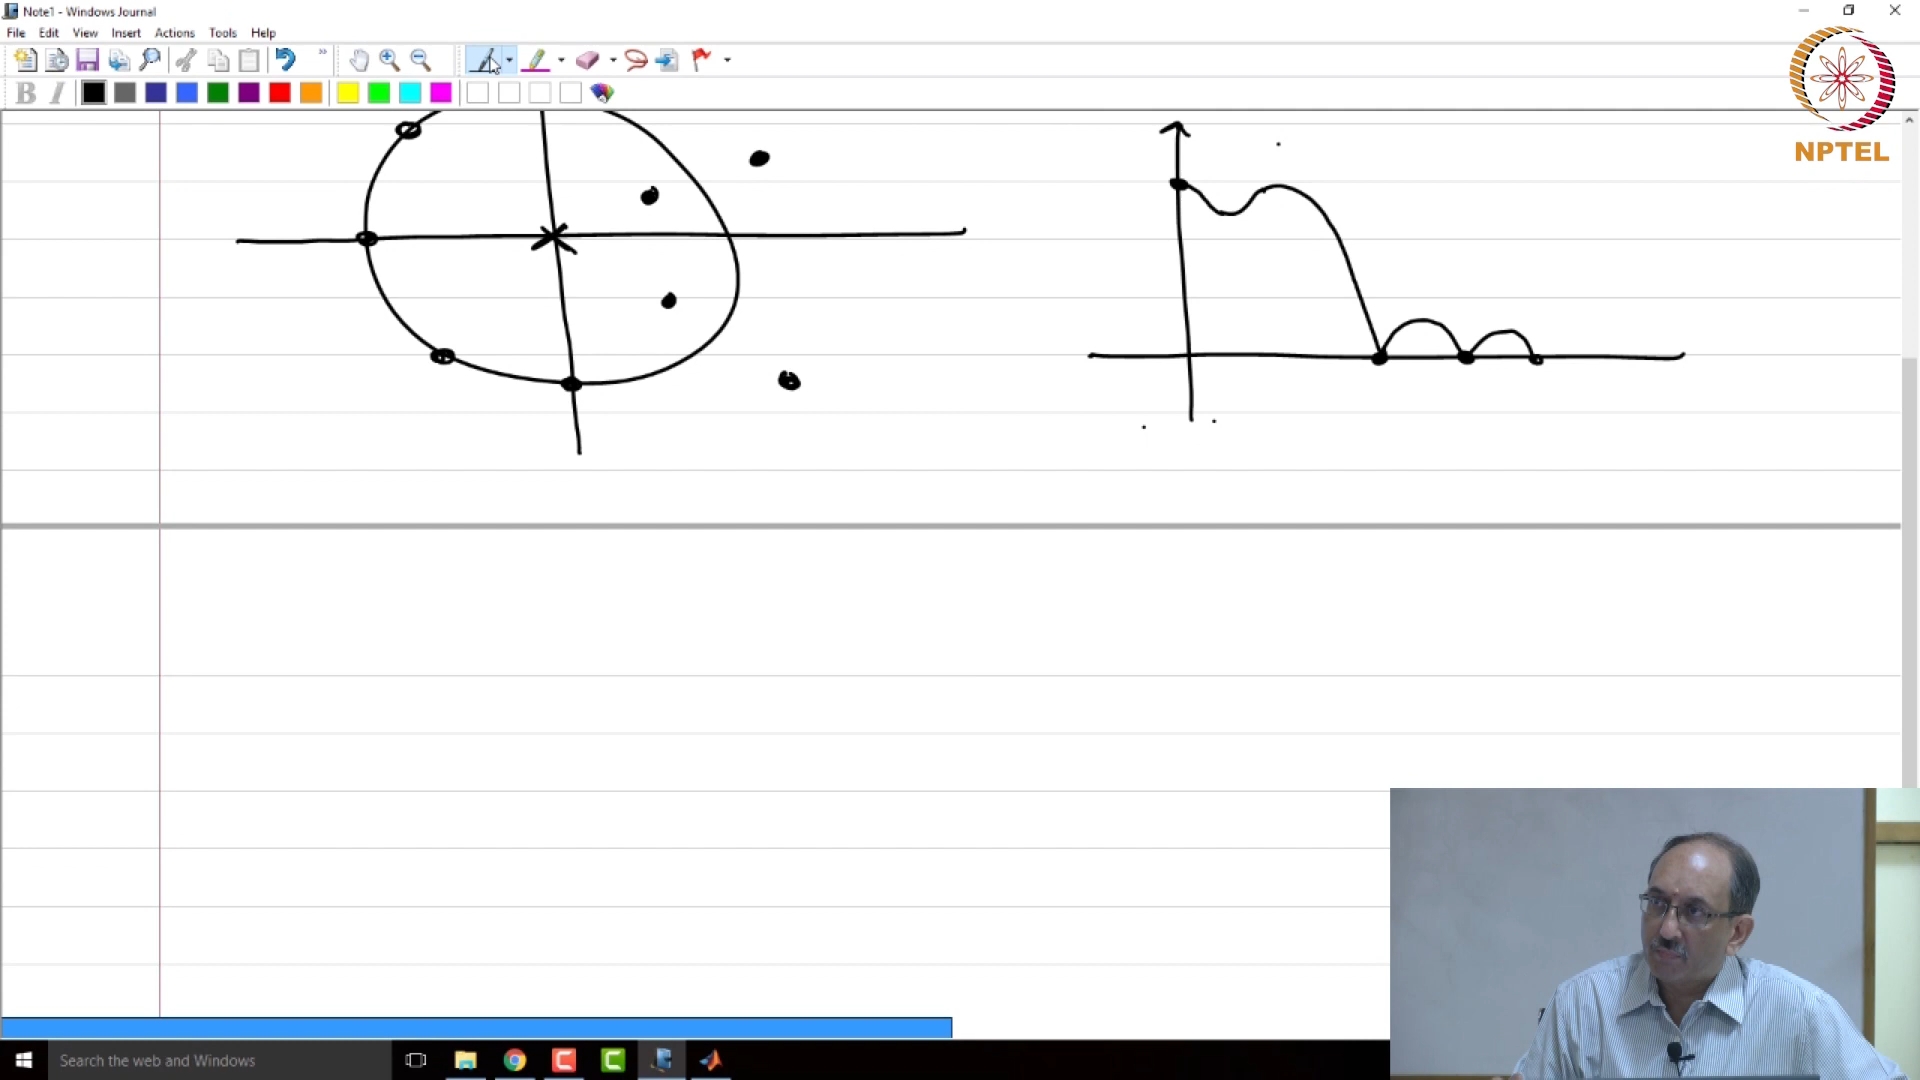 Note1 - Windows Journal
File Edit View Insert Actions Tools Help
B I
NPTEL
Search the web and Windows